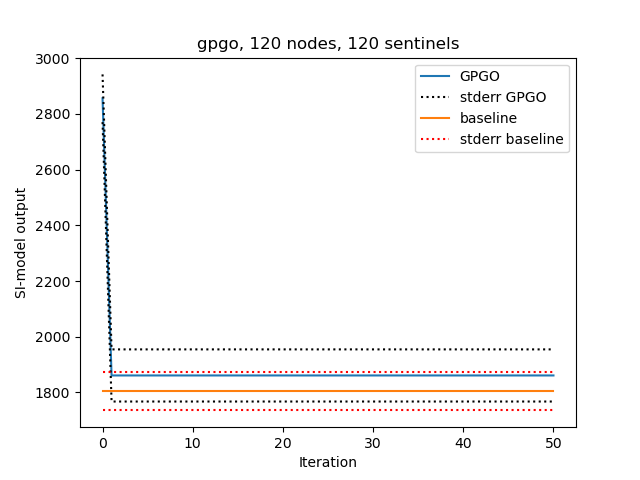 gpgo, 120 nodes, 120 sentinels
GPGO
stderr GPGO
baseline
stderr baseline
3000
2800
2600
2400
2200
2000
1800
SI-model output
0 10 20 30 40 50
Iteration